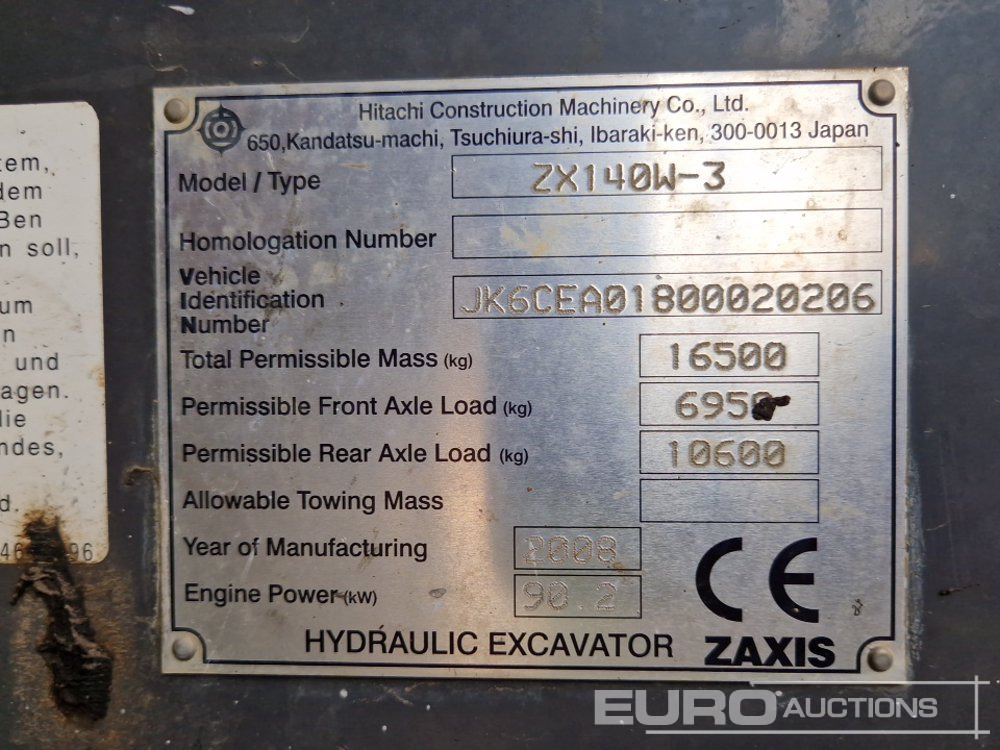 tem,
dem
ßen
n soll,
um
n
und
agen.
die
ndes,
d.
Hitachi Construction Machinery Co., Ltd.
650,Kandatsu-machi, Tsuchiura-shi, Ibaraki-ken, 300-0013 Japan
Model / Type ZX140W-3
Homologation Number
Vehicle
Identification
Number JK6CEA01800020206
Total Permissible Mass (kg) 16500
Permissible Front Axle Load (kg) 6950
Permissible Rear Axle Load (kg) 10600
Allowable Towing Mass
Year of Manufacturing 2008
Engine Power (kW) 90.2
CE
HYDRAULIC EXCAVATOR ZAXIS
EURO AUCTIONS